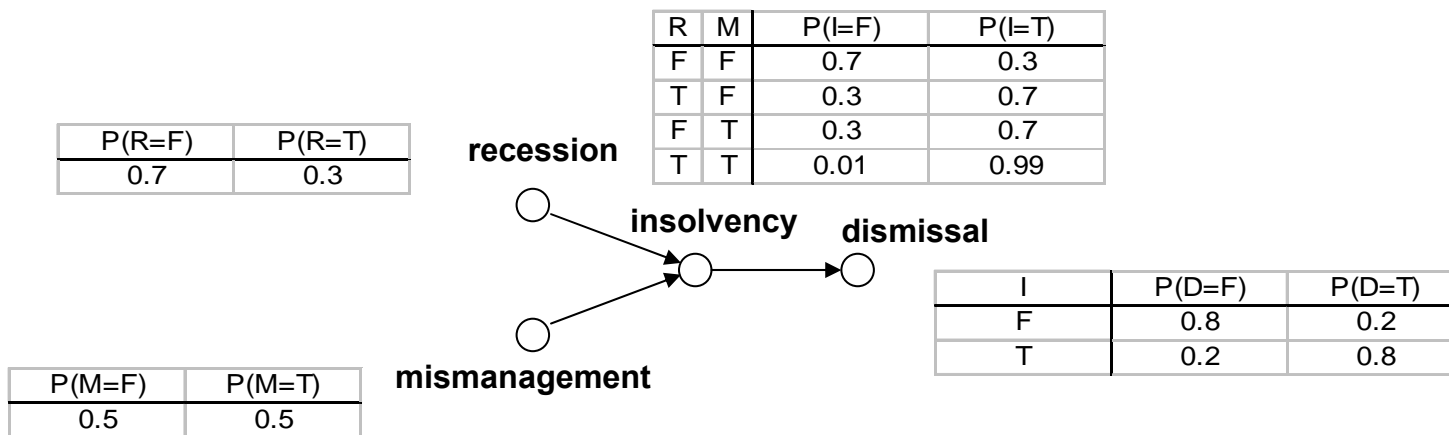 R M P(I=F) P(I=T)
F F 0.7 0.3
T F 0.3 0.7
F T 0.3 0.7
T T 0.01 0.99
P(R=F) P(R=T)
0.7 0.3
recession
insolvency
dismissal
I P(D=F) P(D=T)
F 0.8 0.2
T 0.2 0.8
mismanagement
P(M=F) P(M=T)
0.5 0.5